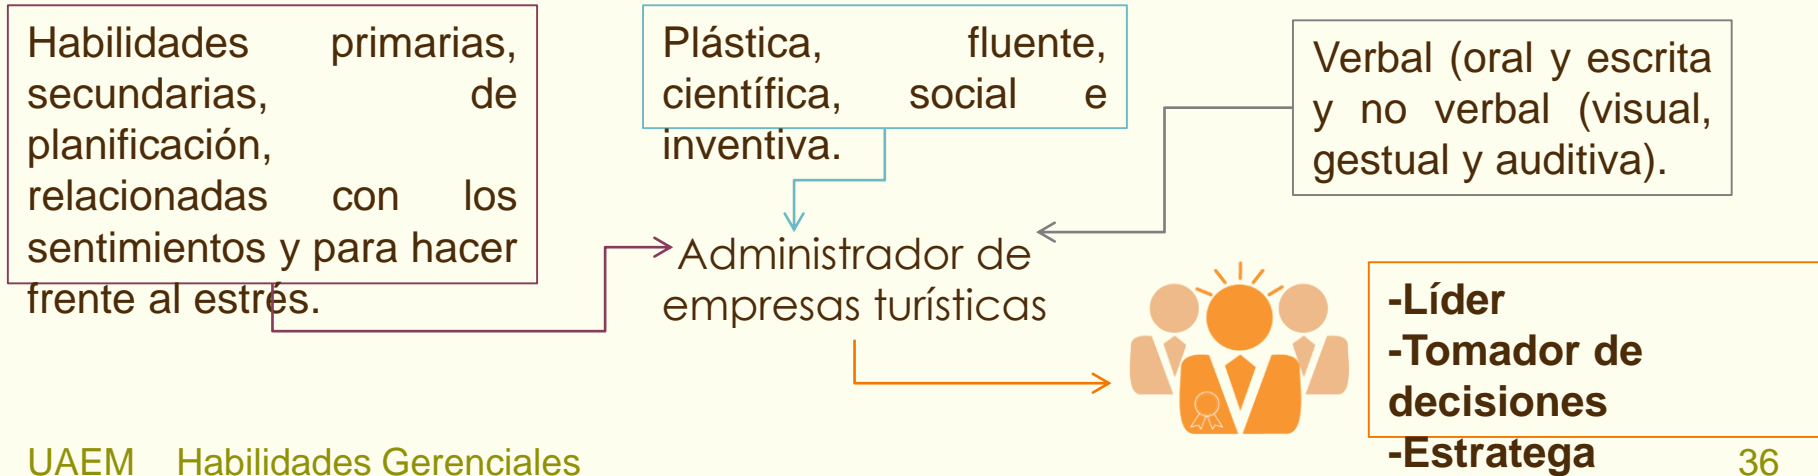 Habilidades primarias,
secundarias, de
planificación,
relacionadas con los
sentimientos y para hacer
frente al estrés.
Plástica, fluente,
científica, social e
inventiva.
Verbal (oral y escrita
y no verbal (visual,
gestual y auditiva).
Administrador de
empresas turísticas
-Líder
-Tomador de
decisiones
-Estratega
UAEM Habilidades Gerenciales
36